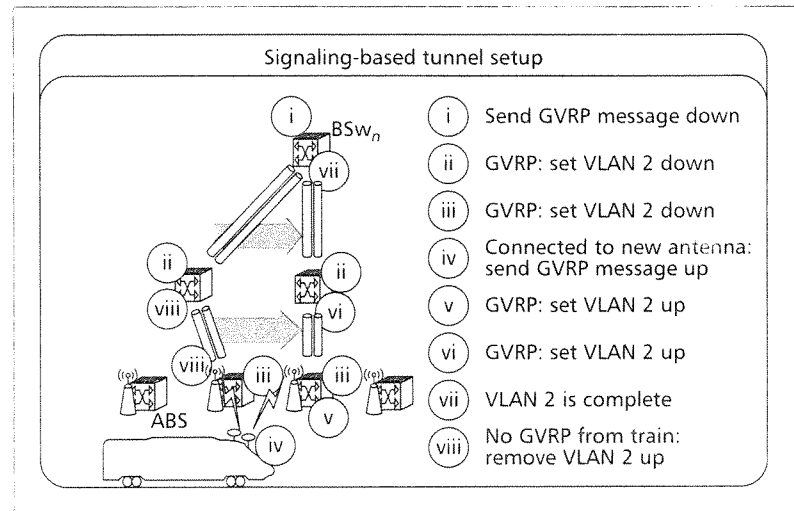 Signaling-based tunnel setup
i
BSw_n
vii
ii
ii
viii
vi
viii
iii
iii
ABS
v
iv
i Send GVRP message down
ii GVRP: set VLAN 2 down
iii GVRP: set VLAN 2 down
iv Connected to new antenna:
send GVRP message up
v GVRP: set VLAN 2 up
vi GVRP: set VLAN 2 up
vii VLAN 2 is complete
viii No GVRP from train:
remove VLAN 2 up